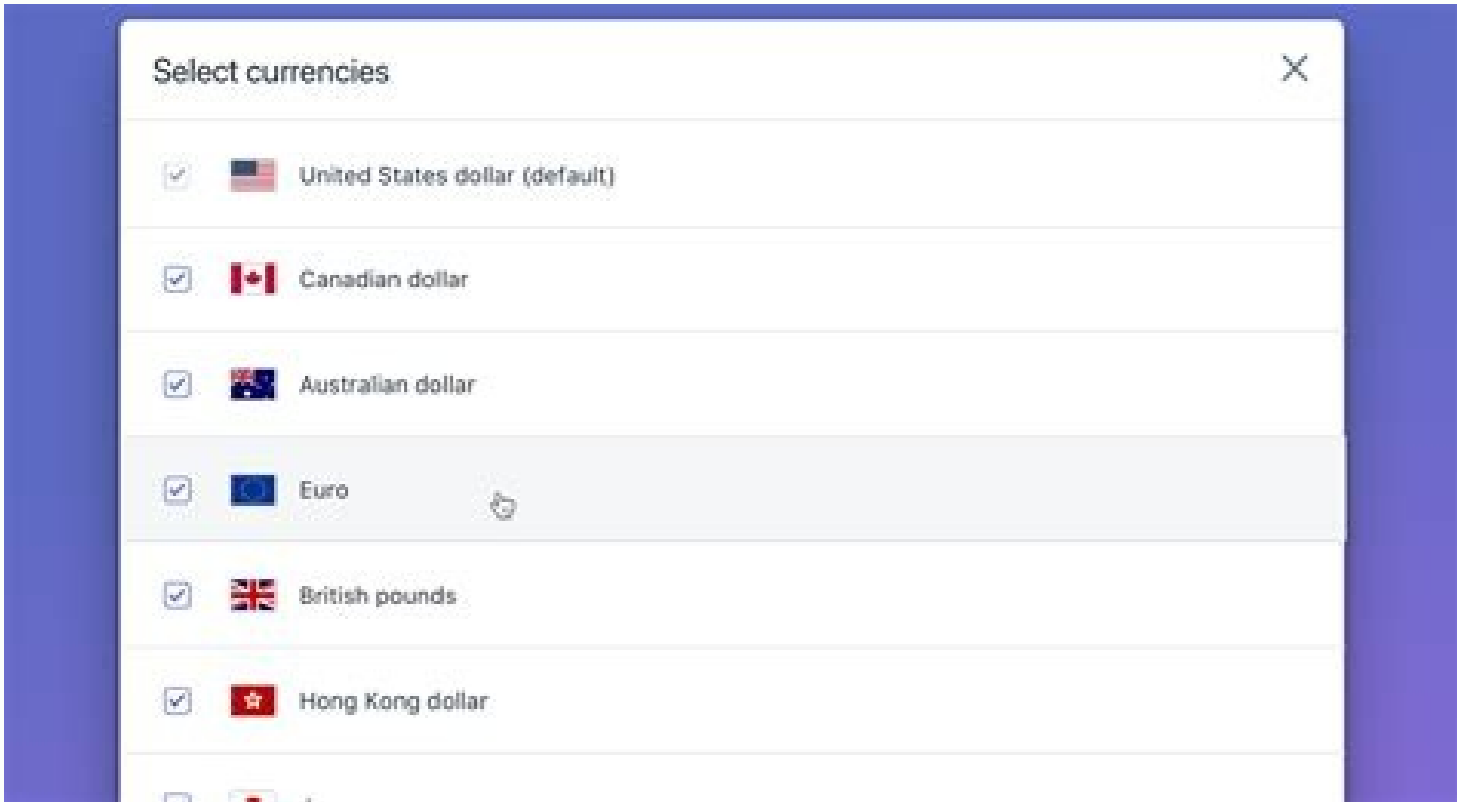 Select currencies
United States dollar (default)
Canadian dollar
Australian dollar
Euro
British pounds
Hong Kong dollar